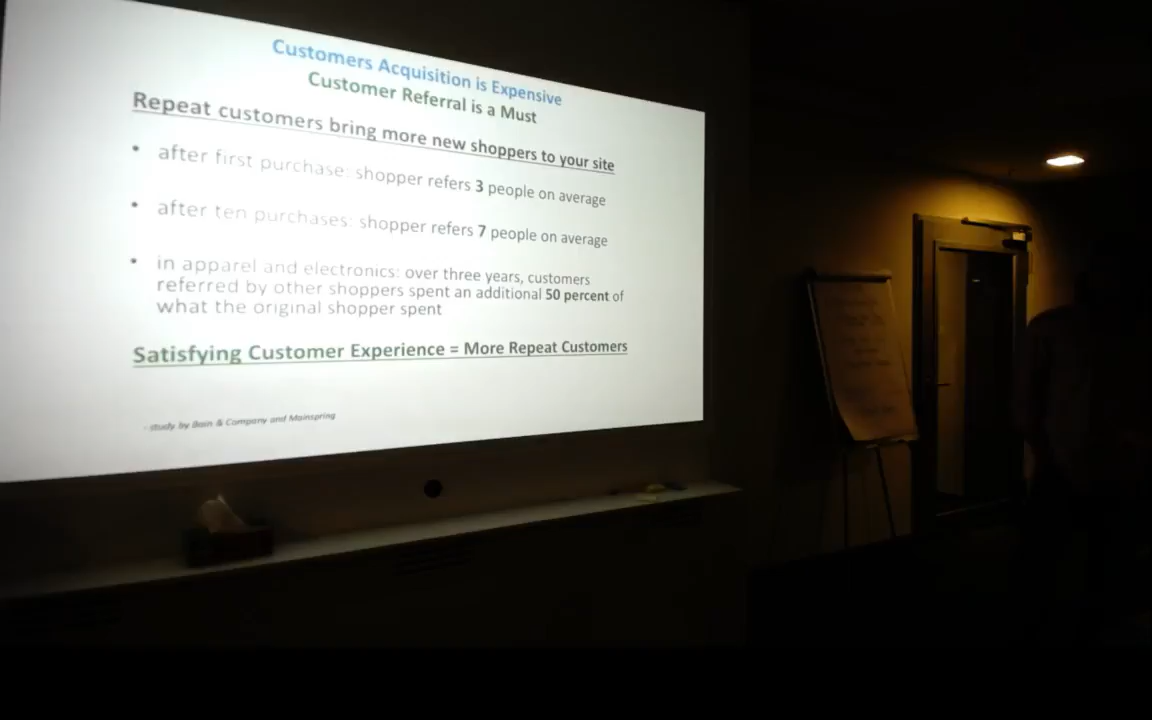 Customers Acquisition is Expensive
Customer Referral is a Must
Repeat customers bring more new shoppers to your site
• after first purchase: shopper refers 3 people on average
• after ten purchases: shopper refers 7 people on average
• in apparel and electronics: over three years, customers
referred by other shoppers spent an additional 50 percent of
what the original shopper spent
Satisfying Customer Experience = More Repeat Customers
- study by Bain & Company and Mainspring